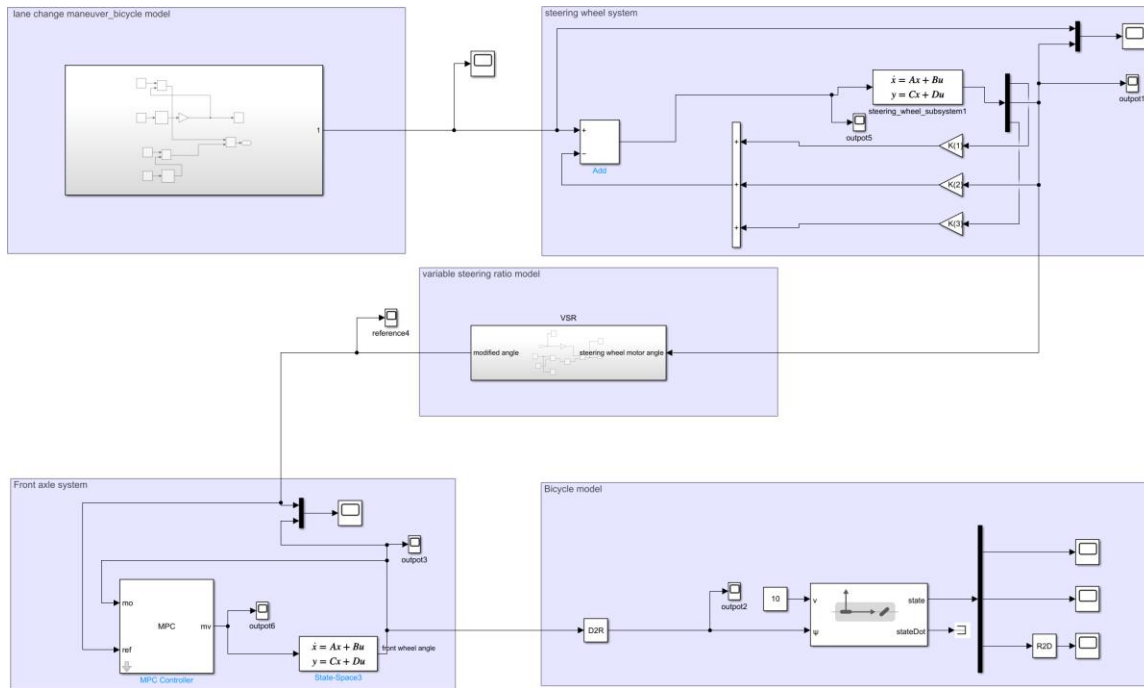 lane change maneuver_bicycle model
1
steering wheel system
+
−
Add
outpot5
ẋ = Ax + Bu
y = Cx + Du
steering_wheel_subsystem1
outpot1
+
+
+
K(1)
K(2)
K(3)
variable steering ratio model
VSR
modified angle
steering wheel motor angle
reference4
Front axle system
outpot3
mo
MPC
mv
ref
MPC Controller
outpot6
ẋ = Ax + Bu
y = Cx + Du
State-Space3
front wheel angle
Bicycle model
D2R
outpot2
10
v
ψ
state
stateDot
R2D